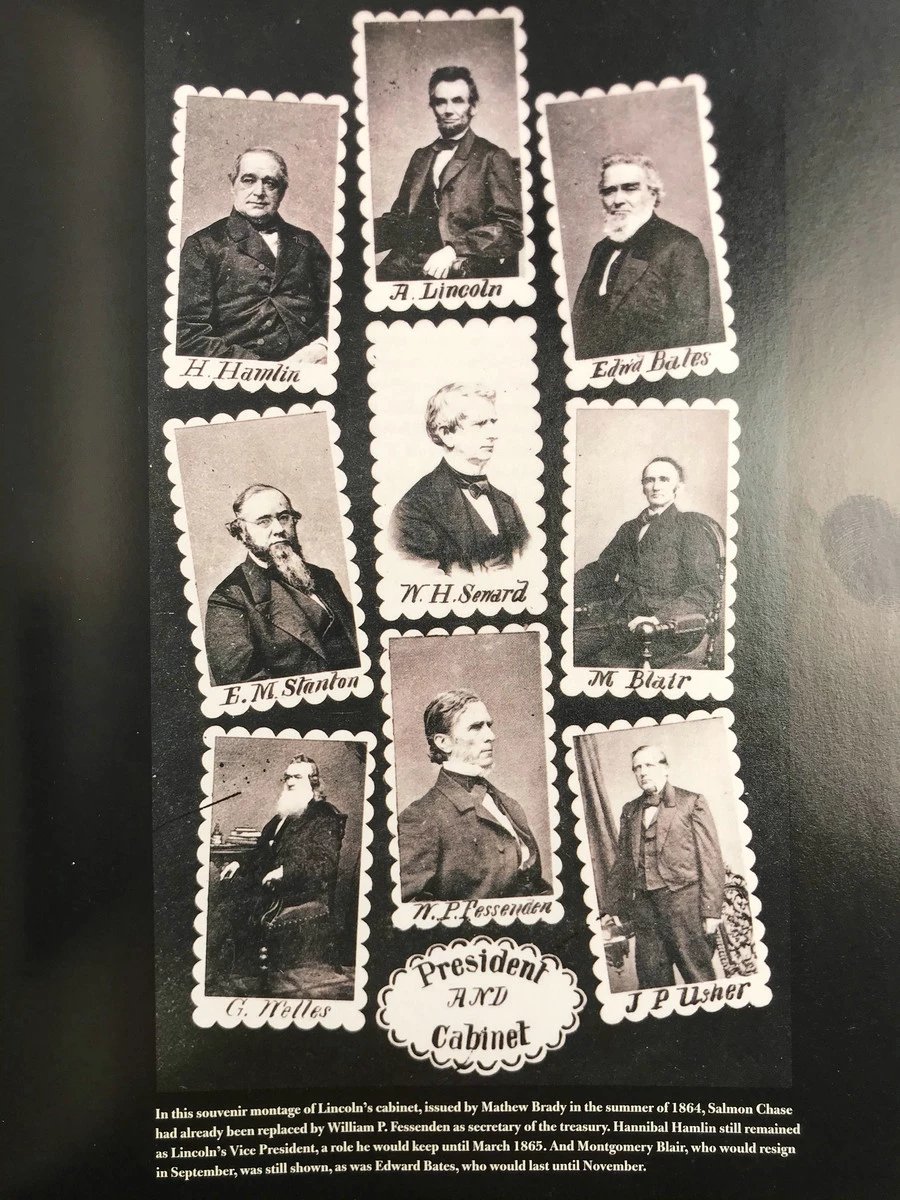 A. Lincoln
H. Hamlin
Edwd Bates
W. H. Seward
E. M. Stanton
M Blair
W. P. Fessenden
G. Welles
J P Usher
President
AND
Cabinet
In this souvenir montage of Lincoln's cabinet, issued by Mathew Brady in the summer of 1864, Salmon Chase
had already been replaced by William P. Fessenden as secretary of the treasury. Hannibal Hamlin still remained
as Lincoln's Vice President, a role he would keep until March 1865. And Montgomery Blair, who would resign
in September, was still shown, as was Edward Bates, who would last until November.